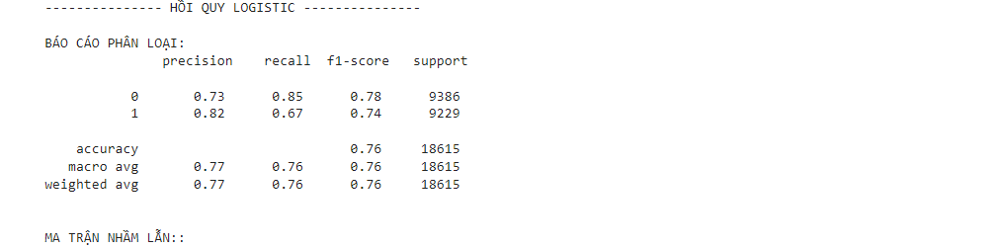 --------------- HỒI QUY LOGISTIC ---------------
BÁO CÁO PHÂN LOẠI:
precision recall f1-score support
0 0.73 0.85 0.78 9386
1 0.82 0.67 0.74 9229
accuracy 0.76 18615
macro avg 0.77 0.76 0.76 18615
weighted avg 0.77 0.76 0.76 18615
MA TRẬN NHẦM LẪN::